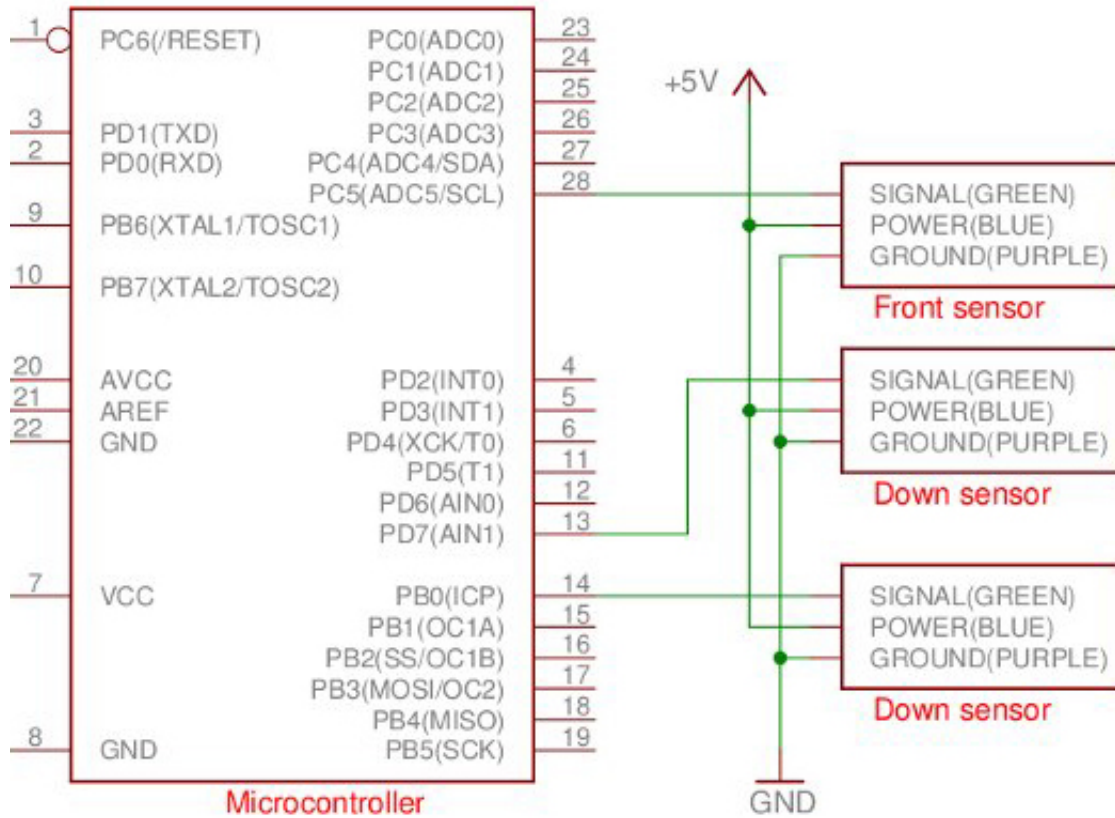 1
PC6(/RESET)
3
PD1(TXD)
2
PD0(RXD)
9
PB6(XTAL1/TOSC1)
10
PB7(XTAL2/TOSC2)
20
AVCC
21
AREF
22
GND
7
VCC
8
GND
PC0(ADC0)
23
PC1(ADC1)
24
PC2(ADC2)
25
PC3(ADC3)
26
PC4(ADC4/SDA)
27
PC5(ADC5/SCL)
28
PD2(INT0)
4
PD3(INT1)
5
PD4(XCK/T0)
6
PD5(T1)
11
PD6(AIN0)
12
PD7(AIN1)
13
PB0(ICP)
14
PB1(OC1A)
15
PB2(SS/OC1B)
16
PB3(MOSI/OC2)
17
PB4(MISO)
18
PB5(SCK)
19
Microcontroller
+5V
SIGNAL(GREEN)
POWER(BLUE)
GROUND(PURPLE)
Front sensor
SIGNAL(GREEN)
POWER(BLUE)
GROUND(PURPLE)
Down sensor
SIGNAL(GREEN)
POWER(BLUE)
GROUND(PURPLE)
Down sensor
GND